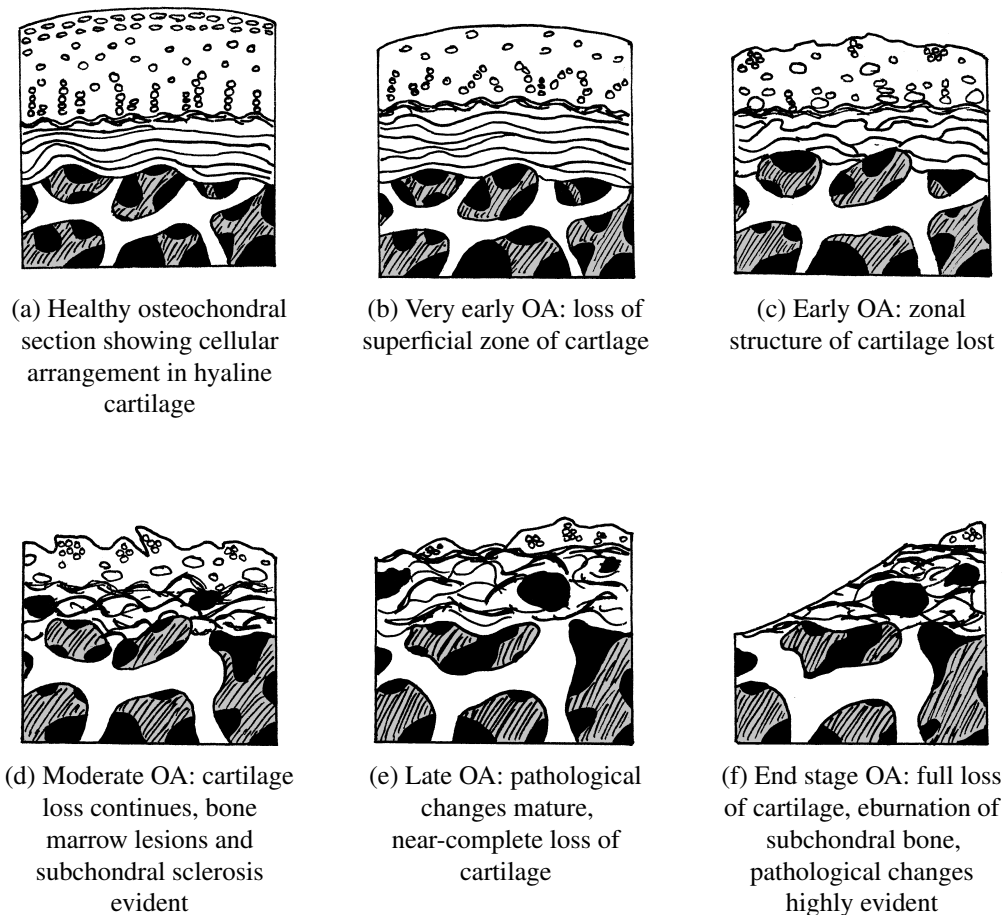 (a) Healthy osteochondral
section showing cellular
arrangement in hyaline
cartilage
(b) Very early OA: loss of
superficial zone of cartlage
(c) Early OA: zonal
structure of cartilage lost
(d) Moderate OA: cartilage
loss continues, bone
marrow lesions and
subchondral sclerosis
evident
(e) Late OA: pathological
changes mature,
near-complete loss of
cartilage
(f) End stage OA: full loss
of cartilage, eburnation of
subchondral bone,
pathological changes
highly evident